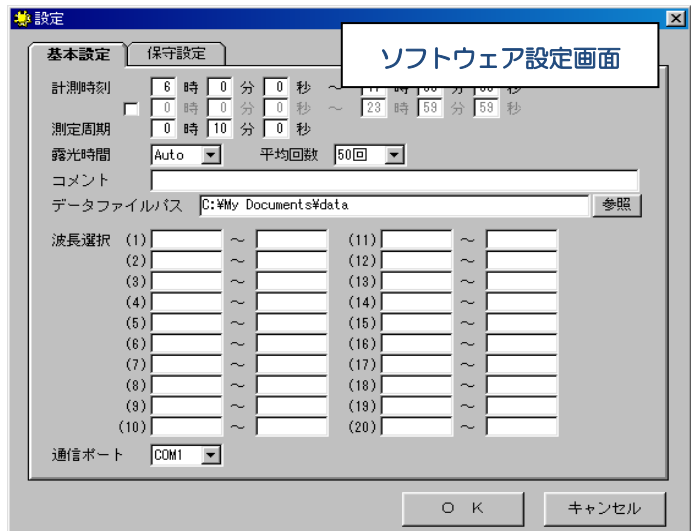 設定
ソフトウェア設定画面
基本設定 保守設定
計測時刻 6 時 0 分 0 秒 ～ 時 分 秒
0 時 0 分 0 秒 ～ 23 時 59 分 59 秒
測定周期 0 時 10 分 0 秒
露光時間 Auto 平均回数 50回
コメント
データファイルパス C:¥My Documents¥data 参照
波長選択 (1) ～ (11) ～
(2) ～ (12) ～
(3) ～ (13) ～
(4) ～ (14) ～
(5) ～ (15) ～
(6) ～ (16) ～
(7) ～ (17) ～
(8) ～ (18) ～
(9) ～ (19) ～
(10) ～ (20) ～
通信ポート COM1
ＯＫ キャンセル